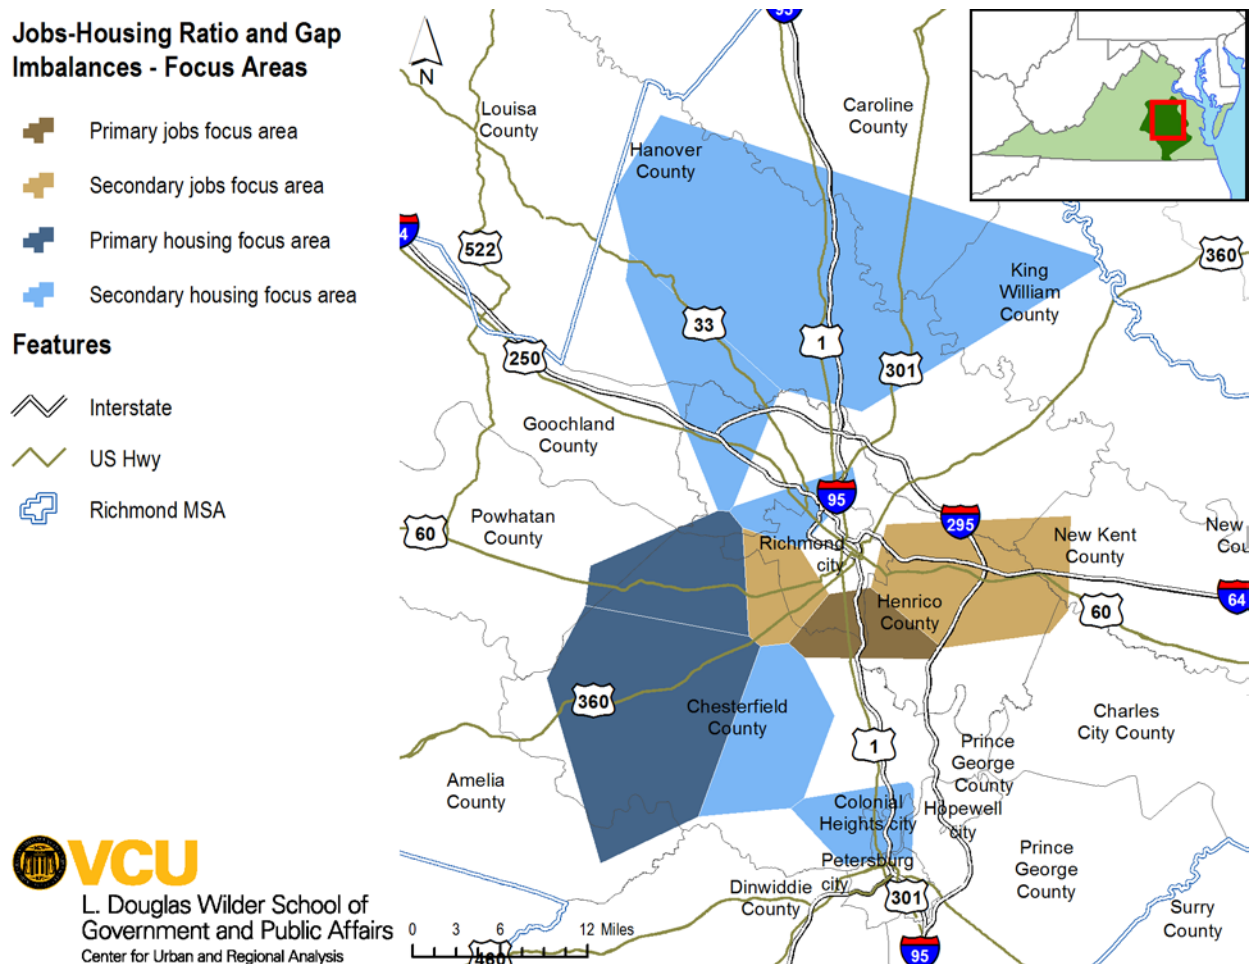 Jobs-Housing Ratio and Gap
Imbalances - Focus Areas
Primary jobs focus area
Secondary jobs focus area
Primary housing focus area
Secondary housing focus area
Features
Interstate
US Hwy
Richmond MSA
VCU
L. Douglas Wilder School of
Government and Public Affairs
Center for Urban and Regional Analysis
N
95
Louisa
County
Caroline
County
Hanover
County
4
522
King
William
County
360
33
1
250
301
Goochland
County
95
Powhatan
County
60
Richmond
city
295
New Kent
County
New
Cou
64
Henrico
County
60
360
Chesterfield
County
Charles
City County
1
Prince
George
County
Amelia
County
Colonial
Heights city
Hopewell
city
Petersburg
city
Prince
George
County
Dinwiddie
County
301
Surry
County
0 3 6 12 Miles
460
95